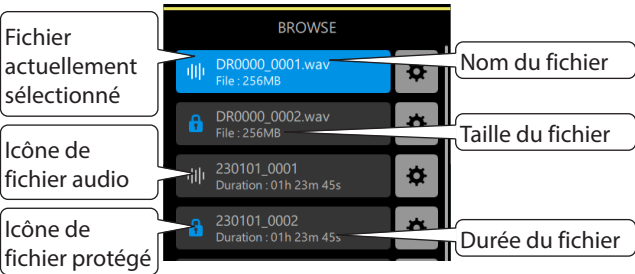 BROWSE
Fichier
actuellement
sélectionné
DR0000_0001.wav
File : 256MB
Nom du fichier
DR0000_0002.wav
File : 256MB
Taille du fichier
Icône de
fichier audio
230101_0001
Duration : 01h 23m 45s
Icône de
fichier protégé
230101_0002
Duration : 01h 23m 45s
Durée du fichier